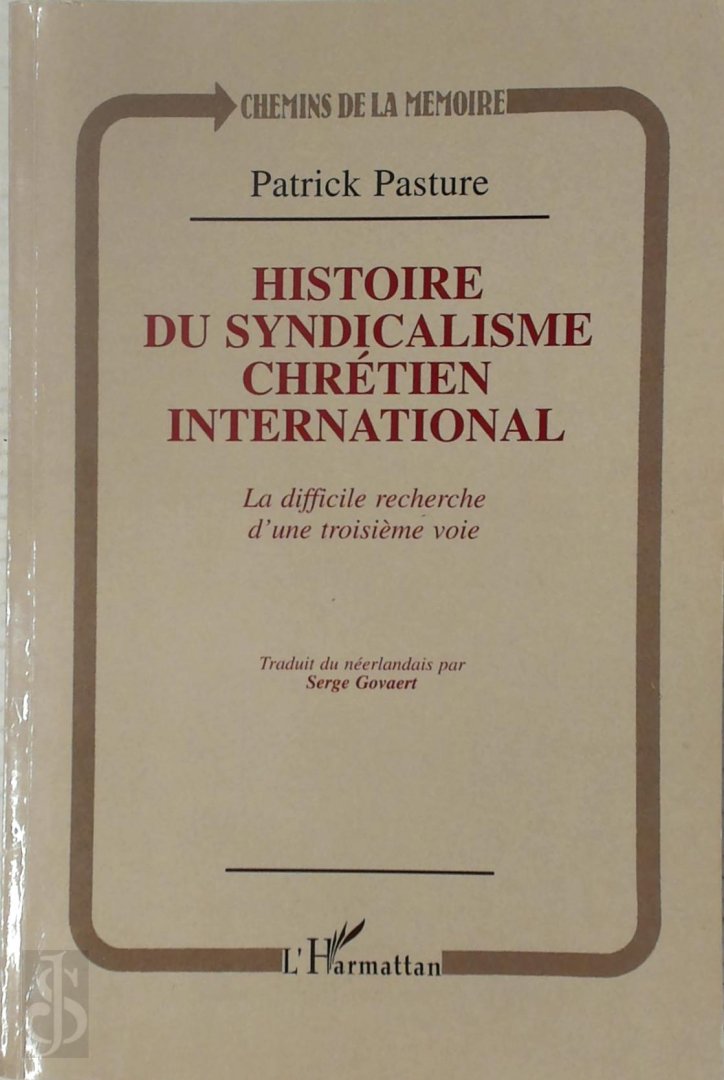 CHEMINS DE LA MEMOIRE
Patrick Pasture
HISTOIRE
DU SYNDICALISME
CHRÉTIEN
INTERNATIONAL
La difficile recherche
d'une troisième voie
Traduit du néerlandais par
Serge Govaert
L'Harmattan